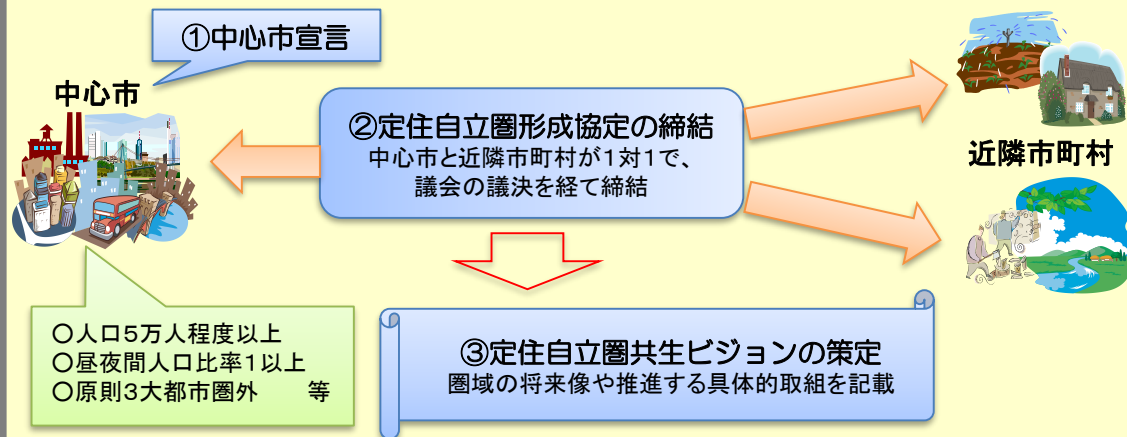 ①中心市宣言
中心市
②定住自立圏形成協定の締結
中心市と近隣市町村が1対1で、
議会の議決を経て締結
近隣市町村
○人口5万人程度以上
○昼夜間人口比率1以上
○原則3大都市圏外　　等
③定住自立圏共生ビジョンの策定
圏域の将来像や推進する具体的取組を記載